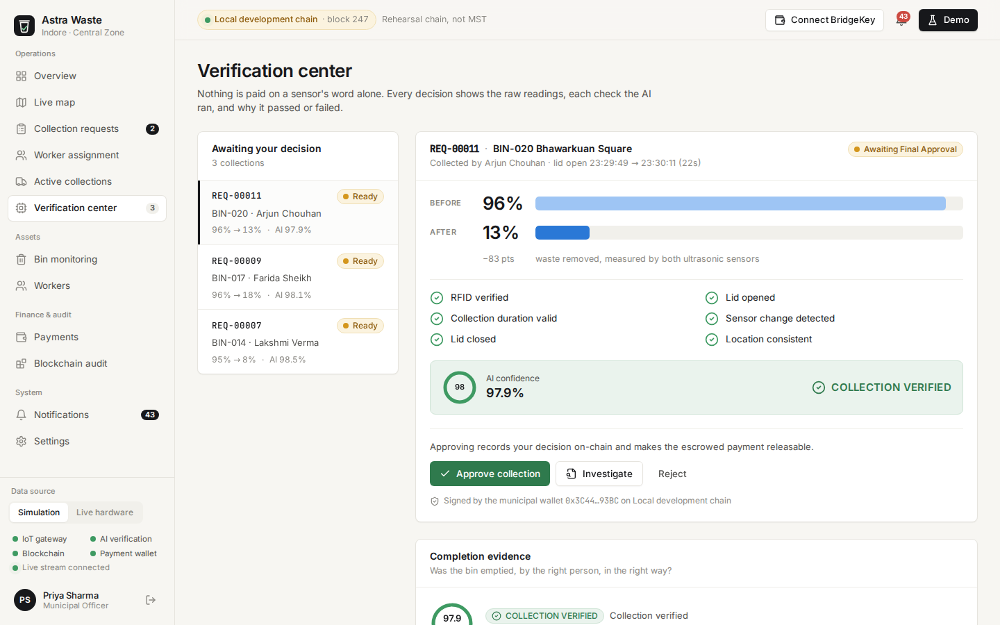 Astra Waste
Indore · Central Zone
Operations
Overview
Live map
Collection requests 2
Worker assignment
Active collections
Verification center 3
Assets
Bin monitoring
Workers
Finance & audit
Payments
Blockchain audit
System
Notifications 43
Settings
Data source
Simulation Live hardware
IoT gateway AI verification
Blockchain Payment wallet
Live stream connected
PS Priya Sharma
Municipal Officer
Local development chain · block 247 Rehearsal chain, not MST
Connect BridgeKey 43 Demo
Verification center
Nothing is paid on a sensor's word alone. Every decision shows the raw readings, each check the AI
ran, and why it passed or failed.
Awaiting your decision
3 collections
REQ-00011 Ready
BIN-020 · Arjun Chouhan
96% → 13% · AI 97.9%
REQ-00009 Ready
BIN-017 · Farida Sheikh
96% → 18% · AI 98.1%
REQ-00007 Ready
BIN-014 · Lakshmi Verma
95% → 8% · AI 98.5%
REQ-00011 · BIN-020 Bhawarkuan Square Awaiting Final Approval
Collected by Arjun Chouhan · lid open 23:29:49 → 23:30:11 (22s)
BEFORE 96%
AFTER 13%
−83 pts waste removed, measured by both ultrasonic sensors
RFID verified Lid opened
Collection duration valid Sensor change detected
Lid closed Location consistent
98 AI confidence
97.9% COLLECTION VERIFIED
Approving records your decision on-chain and makes the escrowed payment releasable.
Approve collection Investigate Reject
Signed by the municipal wallet 0x3C44…93BC on Local development chain
Completion evidence
Was the bin emptied, by the right person, in the right way?
97.9 COLLECTION VERIFIED Collection verified